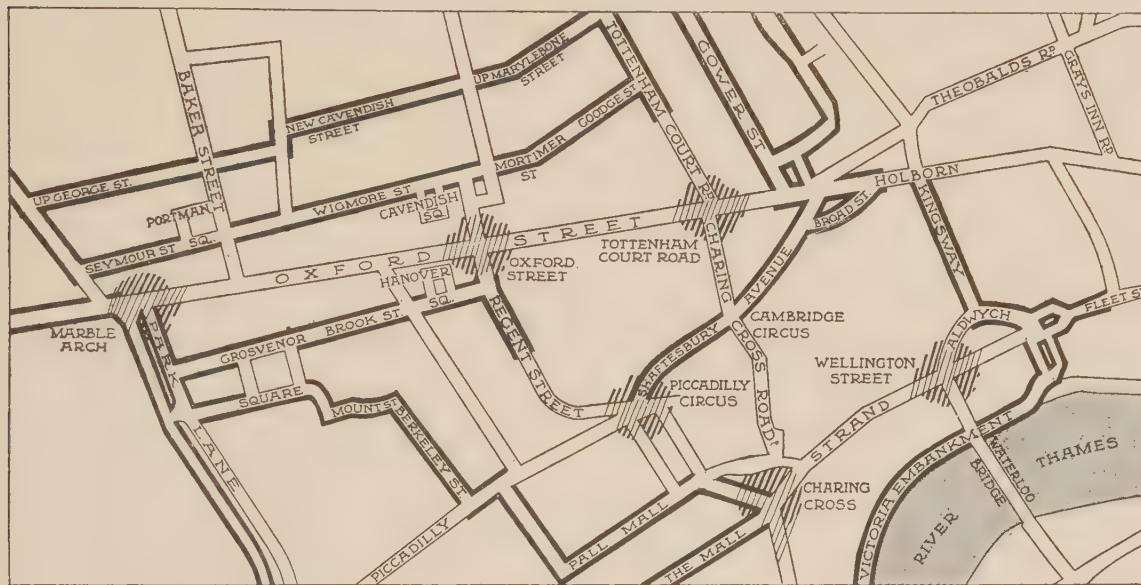 BAKER STREET
UP MARYLEBONE
STREET
TOTTENHAM COURT RD
GOWER ST
THEOBALDS RD
GRAYS INN RD
NEW CAVENDISH
STREET
GOODGE ST
MORTIMER
ST
UP GEORGE ST.
WIGMORE ST
CAVENDISH
SQ.
PORTMAN
SQ.
SEYMOUR ST
HOLBORN
BROAD ST.
KINGSWAY
OXFORD STREET
TOTTENHAM
COURT ROAD
OXFORD
STREET
HANOVER
SQ.
CHARING CROSS ROAD
SHAFTESBURY AVENUE
CAMBRIDGE
CIRCUS
MARBLE
ARCH
PARK LANE
BROOK ST.
GROSVENOR
SQUARE
REGENT STREET
ALDWYCH
FLEET ST
WELLINGTON
STREET
PICCADILLY
CIRCUS
MOUNT ST
BERKELEY ST.
STRAND
VICTORIA EMBANKMENT
WATERLOO
BRIDGE
RIVER THAMES
CHARING
CROSS
PICCADILLY
PALL MALL
THE MALL